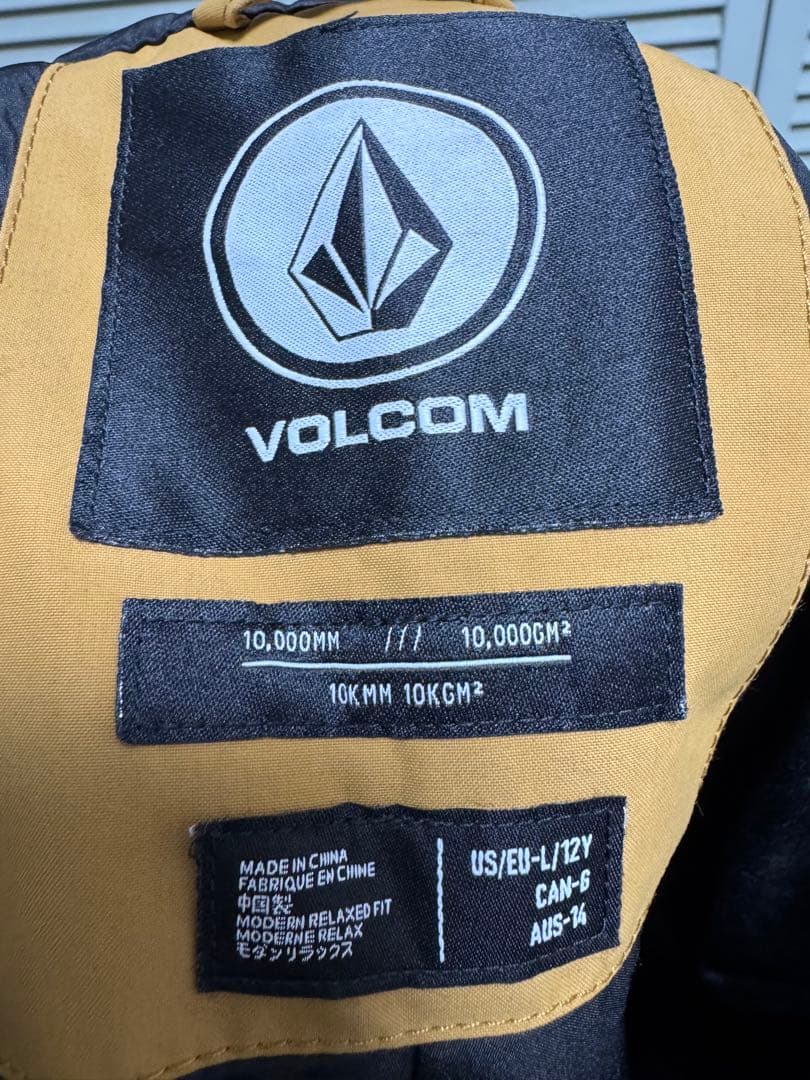 VOLCOM
10,000MM /// 10,000GM²
10KMM 10KGM²
MADE IN CHINA
FABRIQUE EN CHINE
中国製
MODERN RELAXED FIT
MODERNE RELAX
モダンリラックス
US/EU-L/12Y
CAN-G
AUS-14